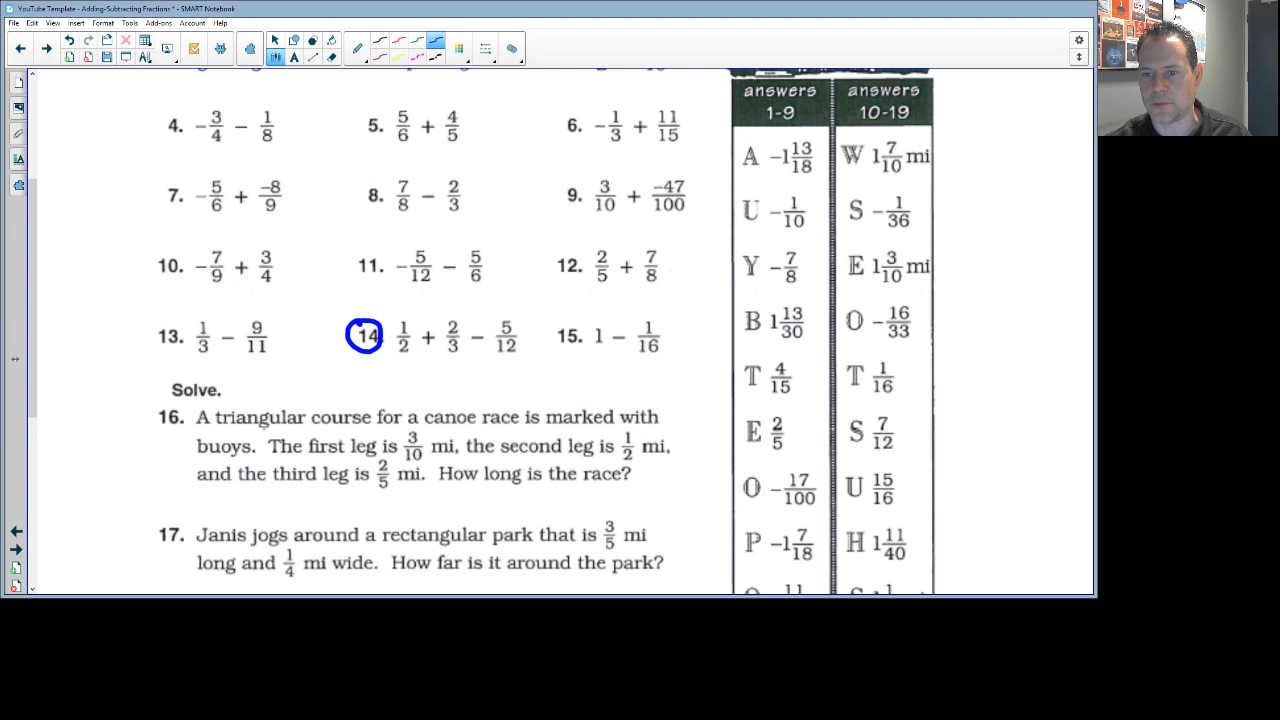 YouTube Template - Adding-Subtracting Fractions * - SMART Notebook
File Edit View Insert Format Tools Add-ons Account Help
4. -3/4 - 1/8
5. 5/6 + 4/5
6. -1/3 + 11/15
7. -5/6 + -8/9
8. 7/8 - 2/3
9. 3/10 + -47/100
10. -7/9 + 3/4
11. -5/12 - 5/6
12. 2/5 + 7/8
13. 1/3 - 9/11
14 1/2 + 2/3 - 5/12
15. 1 - 1/16
Solve.
16. A triangular course for a canoe race is marked with
buoys. The first leg is 3/10 mi, the second leg is 1/2 mi,
and the third leg is 2/5 mi. How long is the race?
17. Janis jogs around a rectangular park that is 3/5 mi
long and 1/4 mi wide. How far is it around the park?
answers
1-9
A -1 13/18
U -1/10
Y -7/8
B 1 13/30
T 4/15
E 2/5
O -17/100
P -1 7/18
answers
10-19
W 1 7/10 mi
S -1/36
E 1 3/10 mi
O -16/33
T 1/16
S 7/12
U 15/16
H 1 11/40